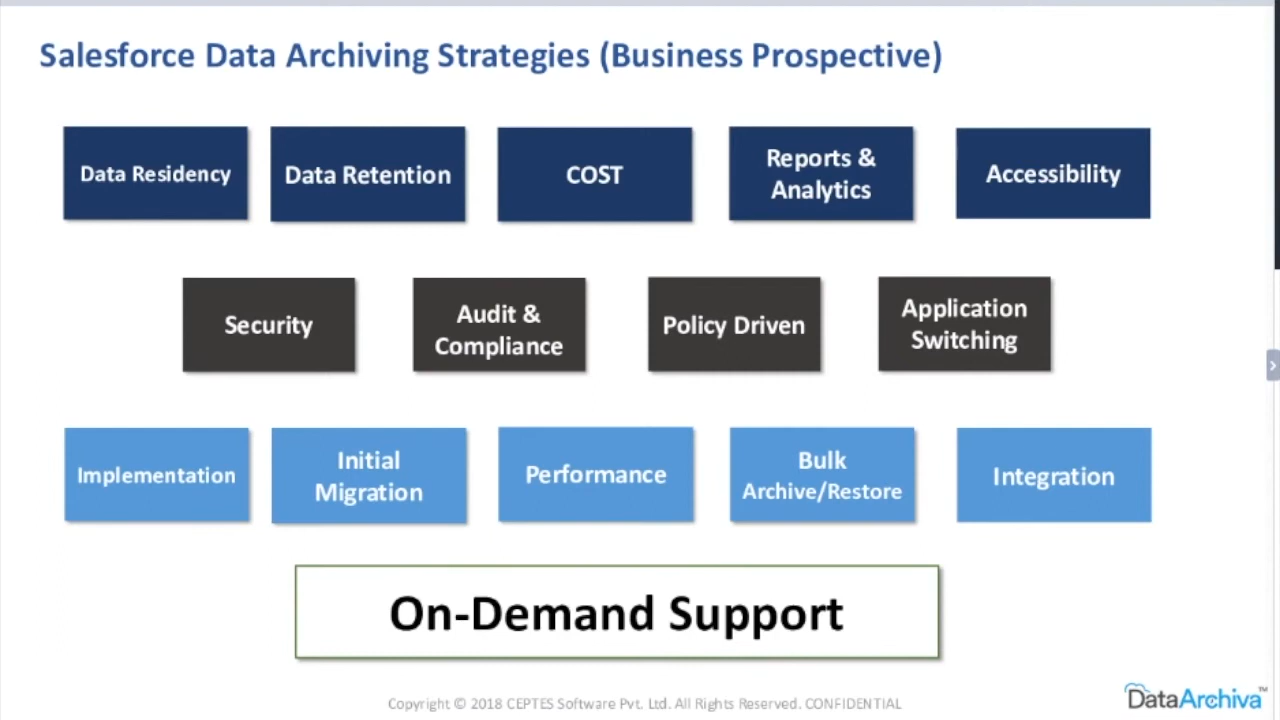 Salesforce Data Archiving Strategies (Business Prospective)
Data Residency
Data Retention
COST
Reports &
Analytics
Accessibility
Security
Audit &
Compliance
Policy Driven
Application
Switching
Implementation
Initial
Migration
Performance
Bulk
Archive/Restore
Integration
On-Demand Support
Copyright © 2018 CEPTES Software Pvt. Ltd. All Rights Reserved. CONFIDENTIAL
DataArchiva™